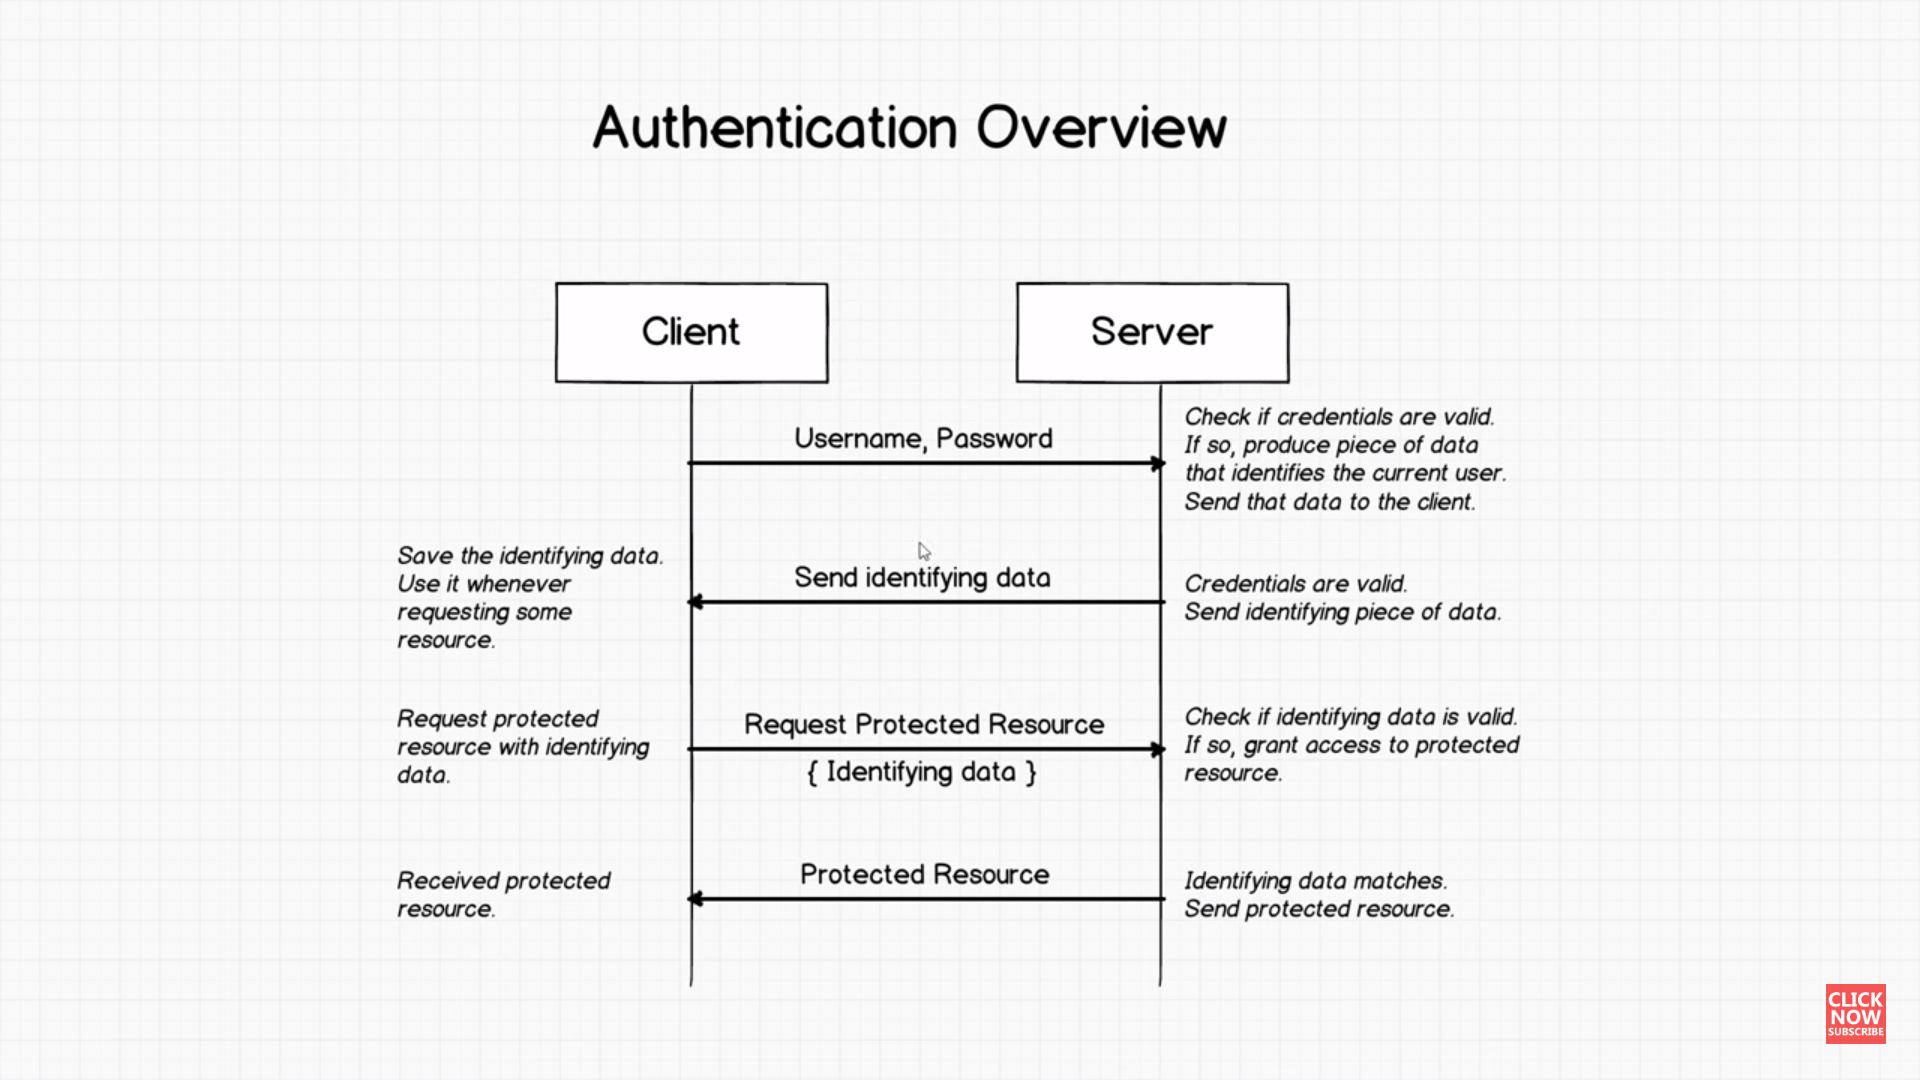 Authentication Overview
Client
Server
Username, Password
Check if credentials are valid.
If so, produce piece of data
that identifies the current user.
Send that data to the client.
Save the identifying data.
Use it whenever
requesting some
resource.
Send identifying data
Credentials are valid.
Send identifying piece of data.
Request protected
resource with identifying
data.
Request Protected Resource
{ Identifying data }
Check if identifying data is valid.
If so, grant access to protected
resource.
Received protected
resource.
Protected Resource
Identifying data matches.
Send protected resource.
CLICK
NOW
SUBSCRIBE